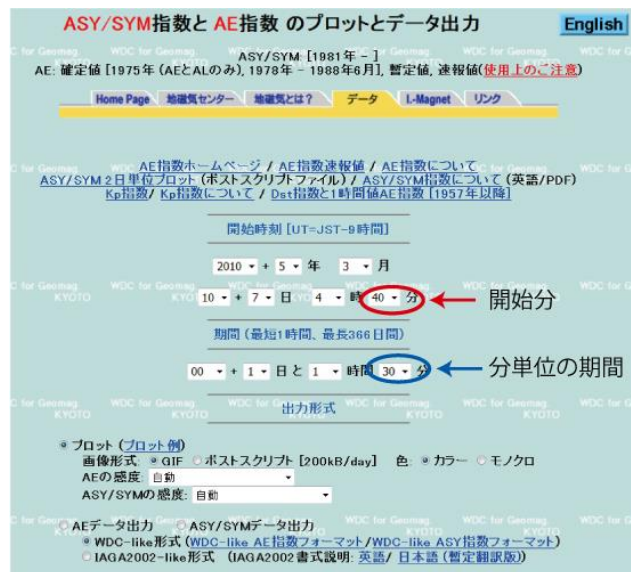 ASY/SYM指数と AE指数 のプロットとデータ出力
English
ASY/SYM: [1981年 - ]
AE: 確定値 [1975年 (AEとALのみ), 1978年 - 1988年6月], 暫定値, 速報値(使用上のご注意)
Home Page 地磁気センター 地磁気とは? データ L-Magnet リンク
AE指数ホームページ / AE指数速報値 / AE指数について
ASY/SYM 2日単位プロット (ポストスクリプトファイル) / ASY/SYM指数について (英語/PDF)
Kp指数/ Kp指数について / Dst指数と1時間値AE指数 [1957年以降]
開始時刻 [UT=JST-9時間]
2010 + 5 年 3 月
10 + 7 日 4 時 40 分 開始分
期間 (最短1時間、最長366日間)
00 + 1 日 と 1 時間 30 分 分単位の期間
出力形式
プロット (プロット例)
画像形式: GIF ポストスクリプト [200kB/day] 色: カラー モノクロ
AEの感度: 自動
ASY/SYMの感度: 自動
AEデータ出力 ASY/SYMデータ出力
WDC-like形式 (WDC-like AE指数フォーマット/WDC-like ASY指数フォーマット)
IAGA2002-like形式 (IAGA2002書式説明: 英語/ 日本語 (暫定翻訳版))